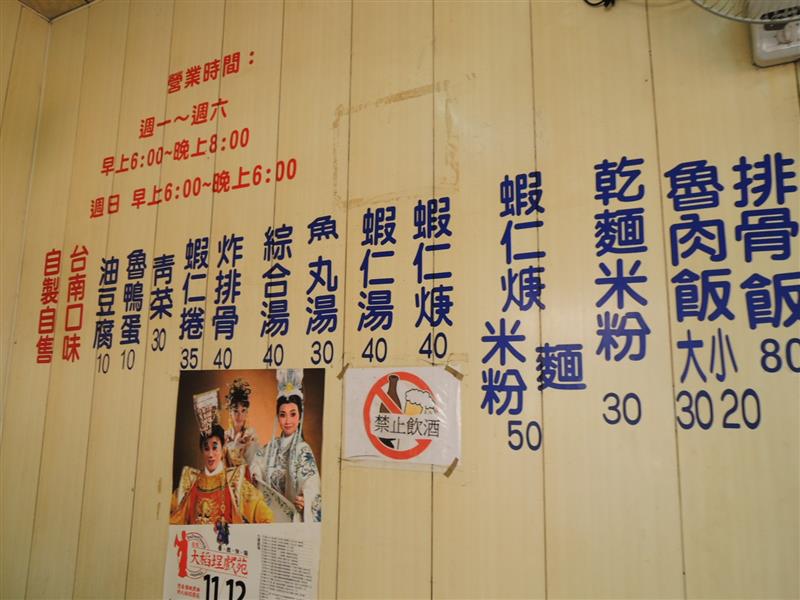 營業時間：
週一～週六
早上6:00~晚上8:00
週日 早上6:00~晚上6:00
排骨飯 80
魯肉飯 大 30 小 20
乾麵米粉 30
蝦仁焿 米粉 麵 50
蝦仁焿 40
蝦仁湯 40
魚丸湯 30
綜合湯 40
炸排骨 40
蝦仁捲 35
青菜 30
魯鴨蛋 10
油豆腐 10
台南口味
自製自售
禁止飲酒
大稻埕戲苑
11.12